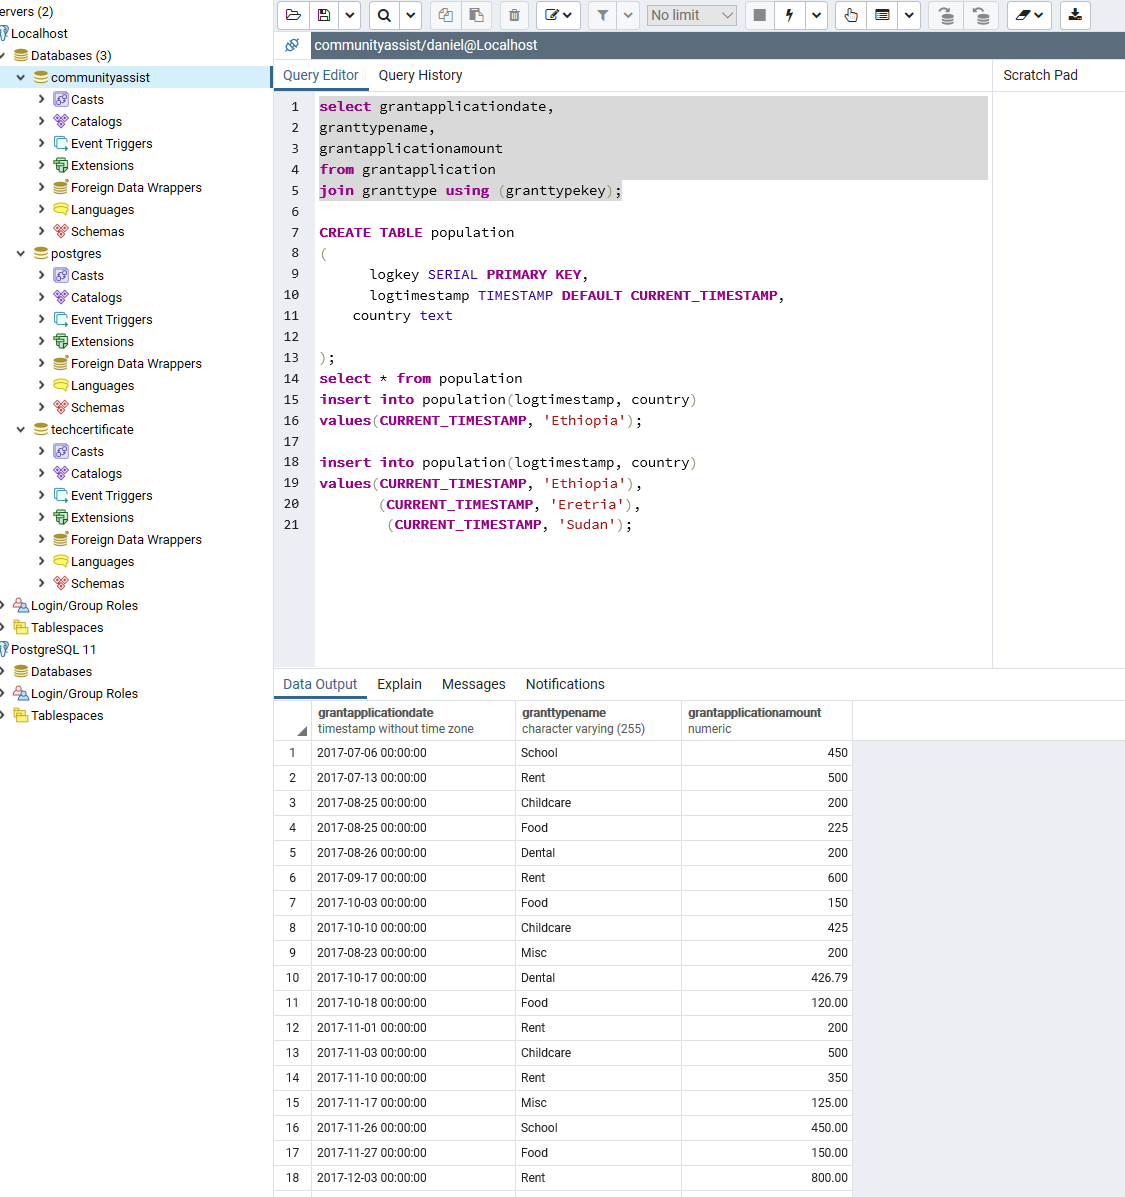 ervers (2)
Localhost
Databases (3)
communityassist
Casts
Catalogs
Event Triggers
Extensions
Foreign Data Wrappers
Languages
Schemas
postgres
Casts
Catalogs
Event Triggers
Extensions
Foreign Data Wrappers
Languages
Schemas
techcertificate
Casts
Catalogs
Event Triggers
Extensions
Foreign Data Wrappers
Languages
Schemas
Login/Group Roles
Tablespaces
PostgreSQL 11
Databases
Login/Group Roles
Tablespaces
No limit
communityassist/daniel@Localhost
Query Editor Query History Scratch Pad
1 select grantapplicationdate,
2 granttypename,
3 grantapplicationamount
4 from grantapplication
5 join granttype using (granttypekey);
6
7 CREATE TABLE population
8 (
9 logkey SERIAL PRIMARY KEY,
10 logtimestamp TIMESTAMP DEFAULT CURRENT_TIMESTAMP,
11 country text
12
13 );
14 select * from population
15 insert into population(logtimestamp, country)
16 values(CURRENT_TIMESTAMP, 'Ethiopia');
17
18 insert into population(logtimestamp, country)
19 values(CURRENT_TIMESTAMP, 'Ethiopia'),
20 (CURRENT_TIMESTAMP, 'Eretria'),
21 (CURRENT_TIMESTAMP, 'Sudan');
Data Output Explain Messages Notifications
grantapplicationdate granttypename grantapplicationamount
timestamp without time zone character varying (255) numeric
1 2017-07-06 00:00:00 School 450
2 2017-07-13 00:00:00 Rent 500
3 2017-08-25 00:00:00 Childcare 200
4 2017-08-25 00:00:00 Food 225
5 2017-08-26 00:00:00 Dental 200
6 2017-09-17 00:00:00 Rent 600
7 2017-10-03 00:00:00 Food 150
8 2017-10-10 00:00:00 Childcare 425
9 2017-08-23 00:00:00 Misc 200
10 2017-10-17 00:00:00 Dental 426.79
11 2017-10-18 00:00:00 Food 120.00
12 2017-11-01 00:00:00 Rent 200
13 2017-11-03 00:00:00 Childcare 500
14 2017-11-10 00:00:00 Rent 350
15 2017-11-17 00:00:00 Misc 125.00
16 2017-11-26 00:00:00 School 450.00
17 2017-11-27 00:00:00 Food 150.00
18 2017-12-03 00:00:00 Rent 800.00